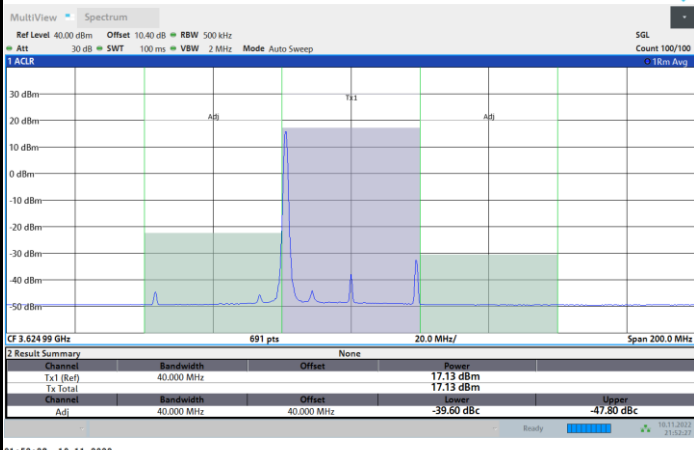 MultiView Spectrum
Ref Level 40.00 dBm Offset 10.40 dB RBW 500 kHz SGL
Att 30 dB SWT 100 ms VBW 2 MHz Mode Auto Sweep Count 100/100
1 ACLR 1Rm Avg
30 dBm
Tx1
20 dBm Adj Adj
10 dBm
0 dBm
-10 dBm
-20 dBm
-30 dBm
-40 dBm
-50 dBm
CF 3.624 99 GHz 691 pts 20.0 MHz/ Span 200.0 MHz
2 Result Summary None
Channel Bandwidth Offset Power
Tx1 (Ref) 40.000 MHz 17.13 dBm
Tx Total 17.13 dBm
Channel Bandwidth Offset Lower Upper
Adj 40.000 MHz 40.000 MHz -39.60 dBc -47.80 dBc
Ready 10.11.2022
21:52:27